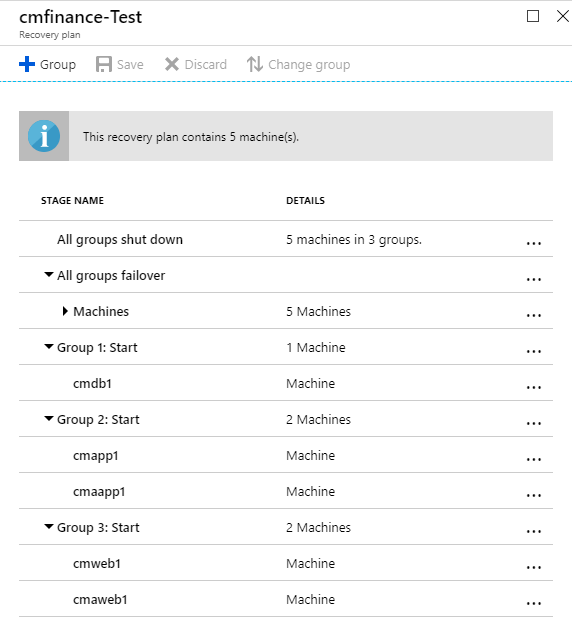 cmfinance-Test
Recovery plan
Group Save Discard Change group
This recovery plan contains 5 machine(s).
STAGE NAME DETAILS
All groups shut down 5 machines in 3 groups. ...
All groups failover ...
Machines 5 Machines ...
Group 1: Start 1 Machine ...
cmdb1 Machine ...
Group 2: Start 2 Machines ...
cmapp1 Machine ...
cmaapp1 Machine ...
Group 3: Start 2 Machines ...
cmweb1 Machine ...
cmaweb1 Machine ...